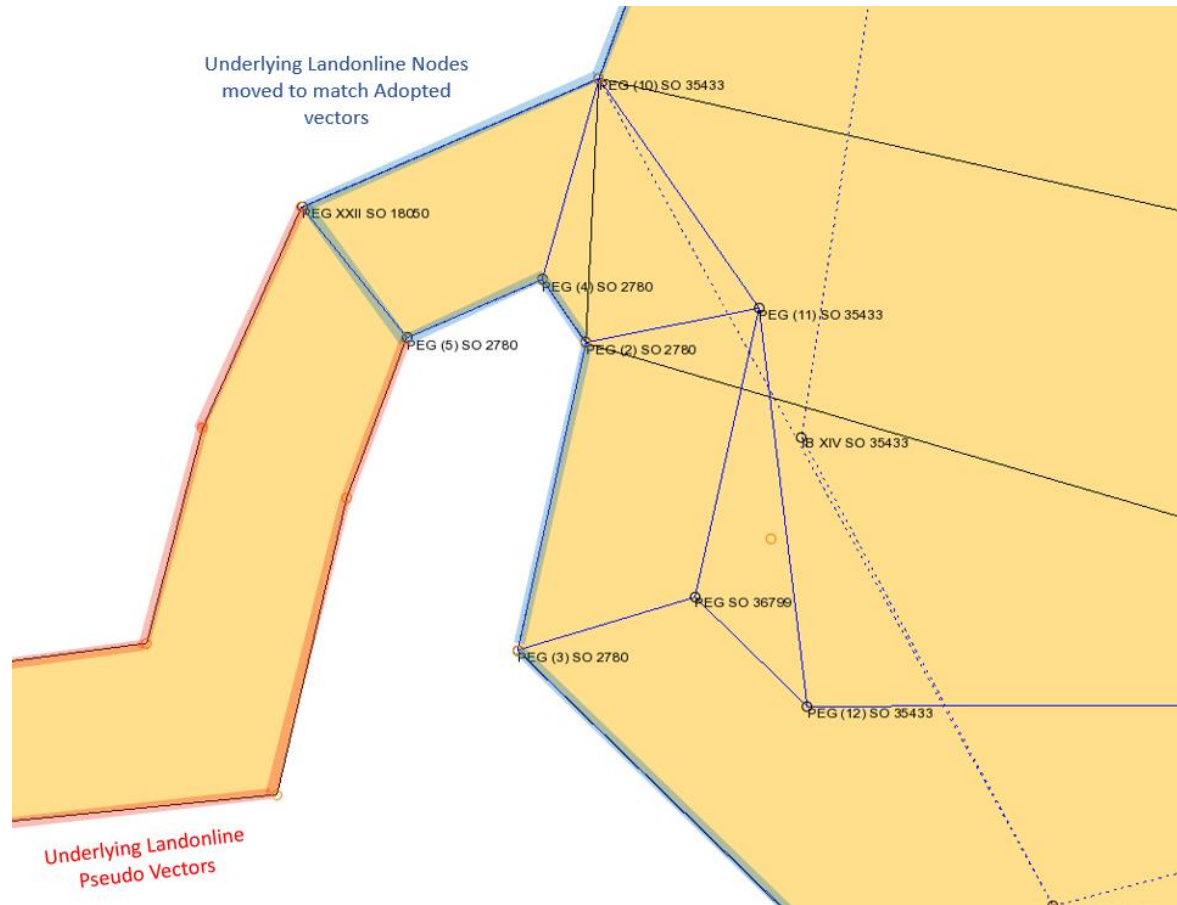 Underlying Landonline Nodes
moved to match Adopted
vectors
PEG (10) SO 35433
PEG XXII SO 18050
PEG (4) SO 2780
PEG (11) SO 35433
PEG (5) SO 2780
PEG (2) SO 2780
IB XIV SO 35433
PEG SO 36799
PEG (3) SO 2780
PEG (12) SO 35433
Underlying Landonline
Pseudo Vectors